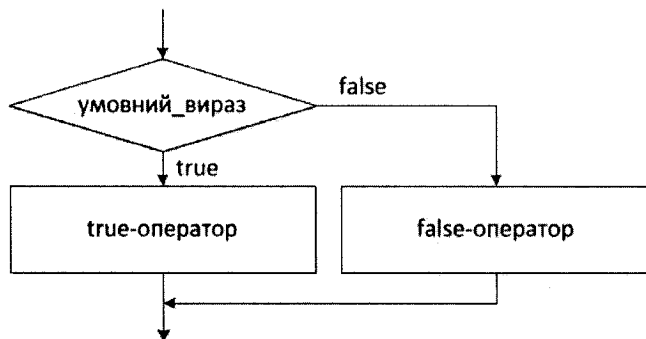 умовний_вираз
false
true
true-оператор
false-оператор